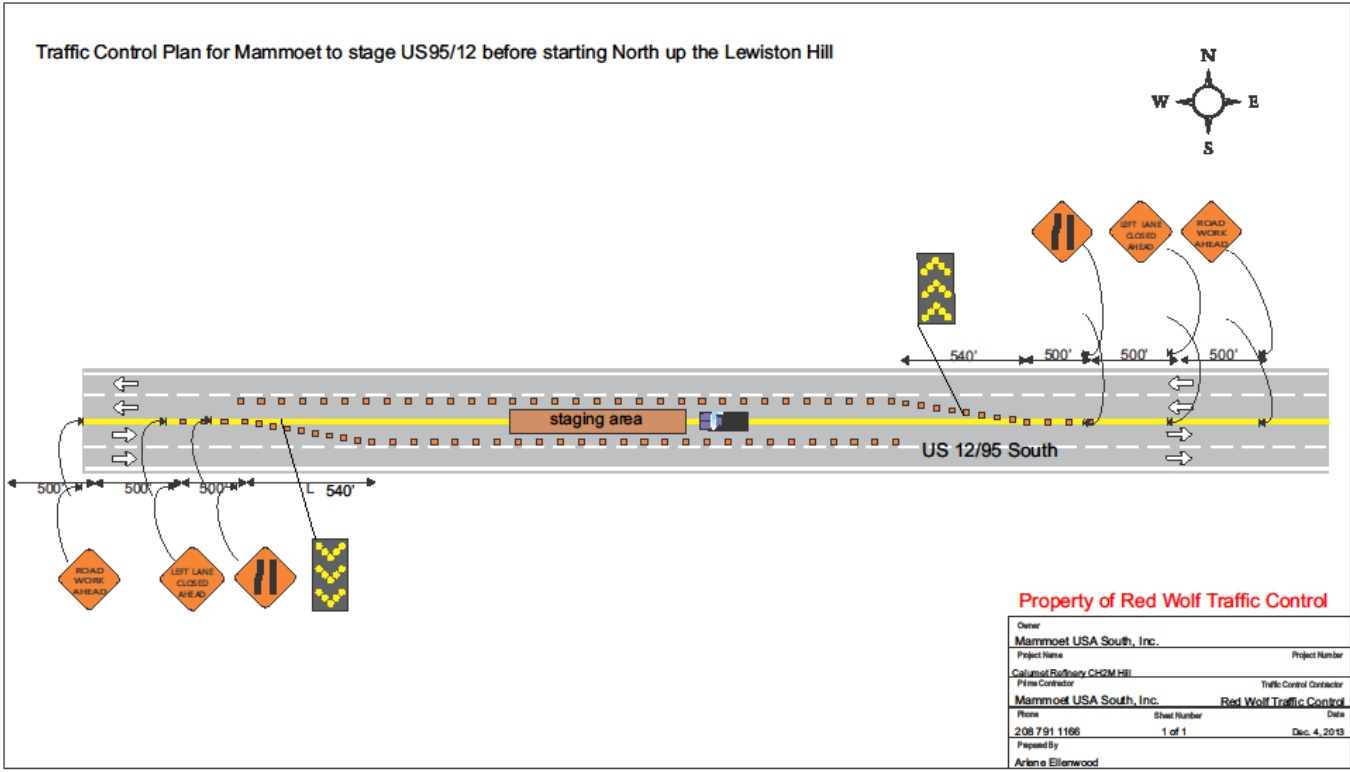 Traffic Control Plan for Mammoet to stage US95/12 before starting North up the Lewiston Hill
N
W E
S
LEFT LANE
CLOSED
AHEAD
ROAD
WORK
AHEAD
540' 500' 500' 500'
staging area
US 12/95 South
500' 500' 500' L 540'
ROAD
WORK
AHEAD
LEFT LANE
CLOSED
AHEAD
Property of Red Wolf Traffic Control
Owner
Mammoet USA South, Inc.
Project Name Project Number
Calumet Refinery CH2M Hill
Prime Contractor Traffic Control Contractor
Mammoet USA South, Inc. Red Wolf Traffic Control
Phone Sheet Number Date
208 791 1166 1 of 1 Dec. 4, 2013
Prepared By
Arlene Ellenwood